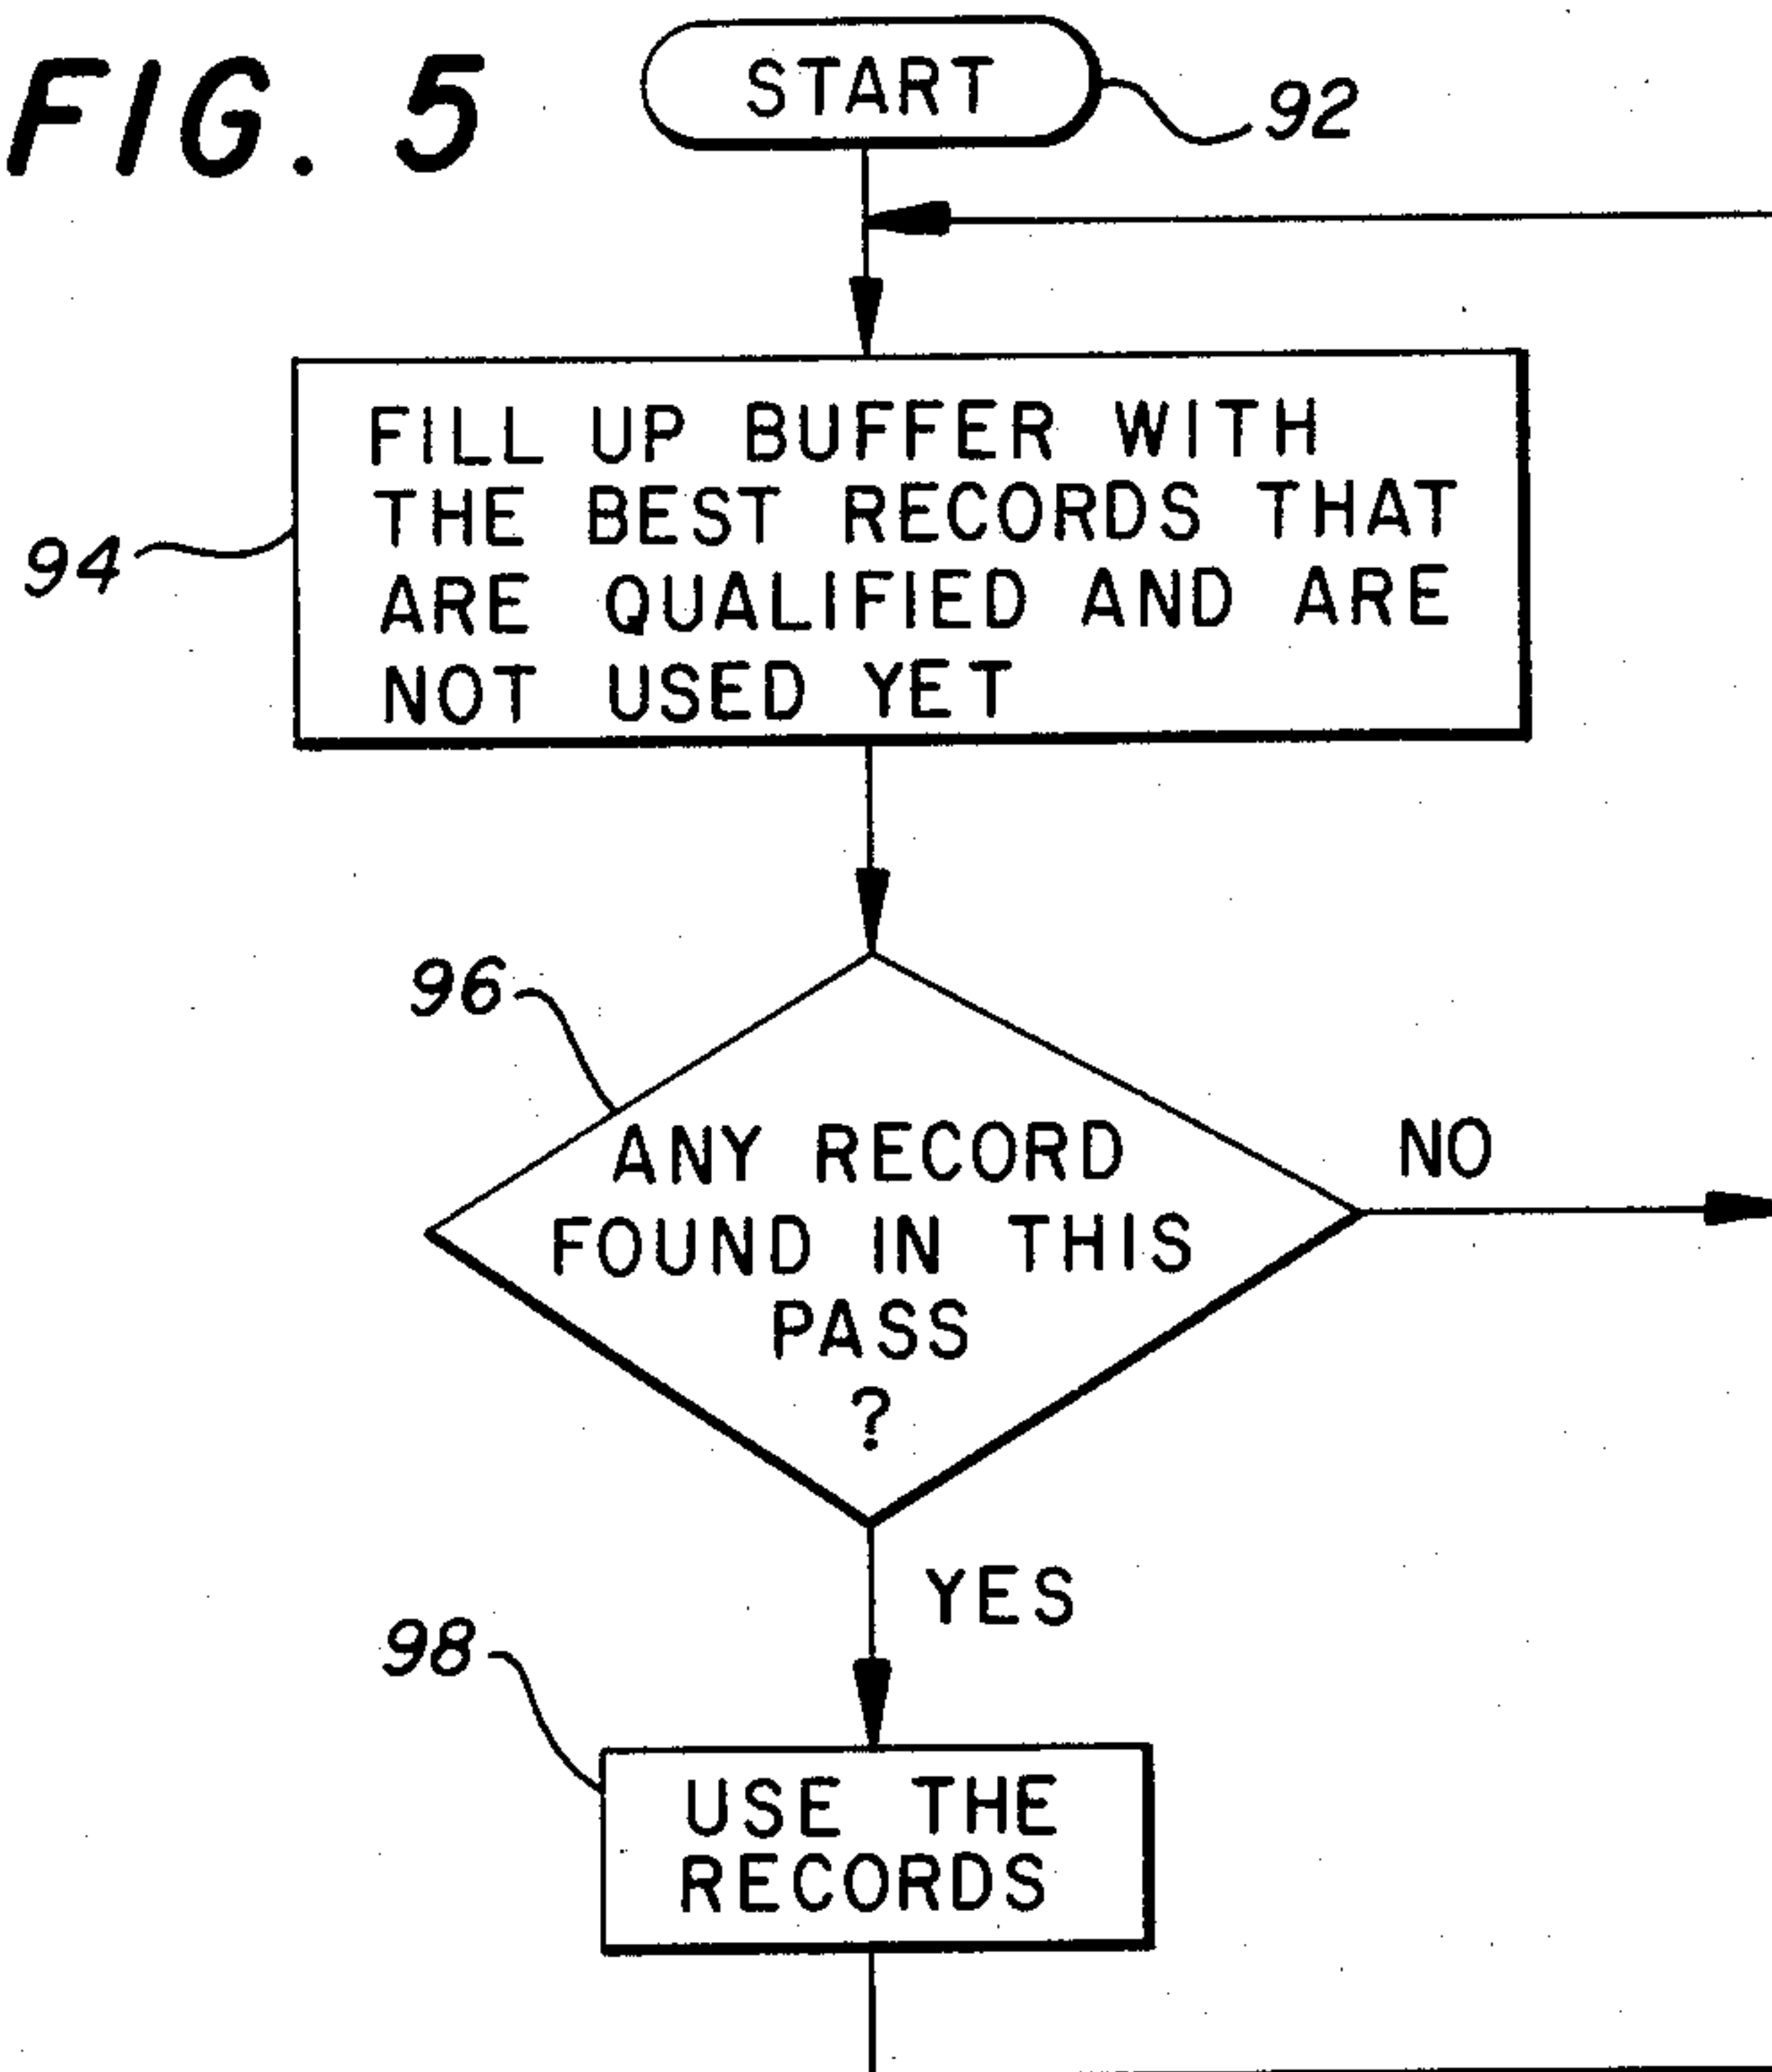 FIG. 5
START
92
FILL UP BUFFER WITH
THE BEST RECORDS THAT
ARE QUALIFIED AND ARE
NOT USED YET
94
96
ANY RECORD
FOUND IN THIS
PASS
?
NO
YES
98
USE THE
RECORDS